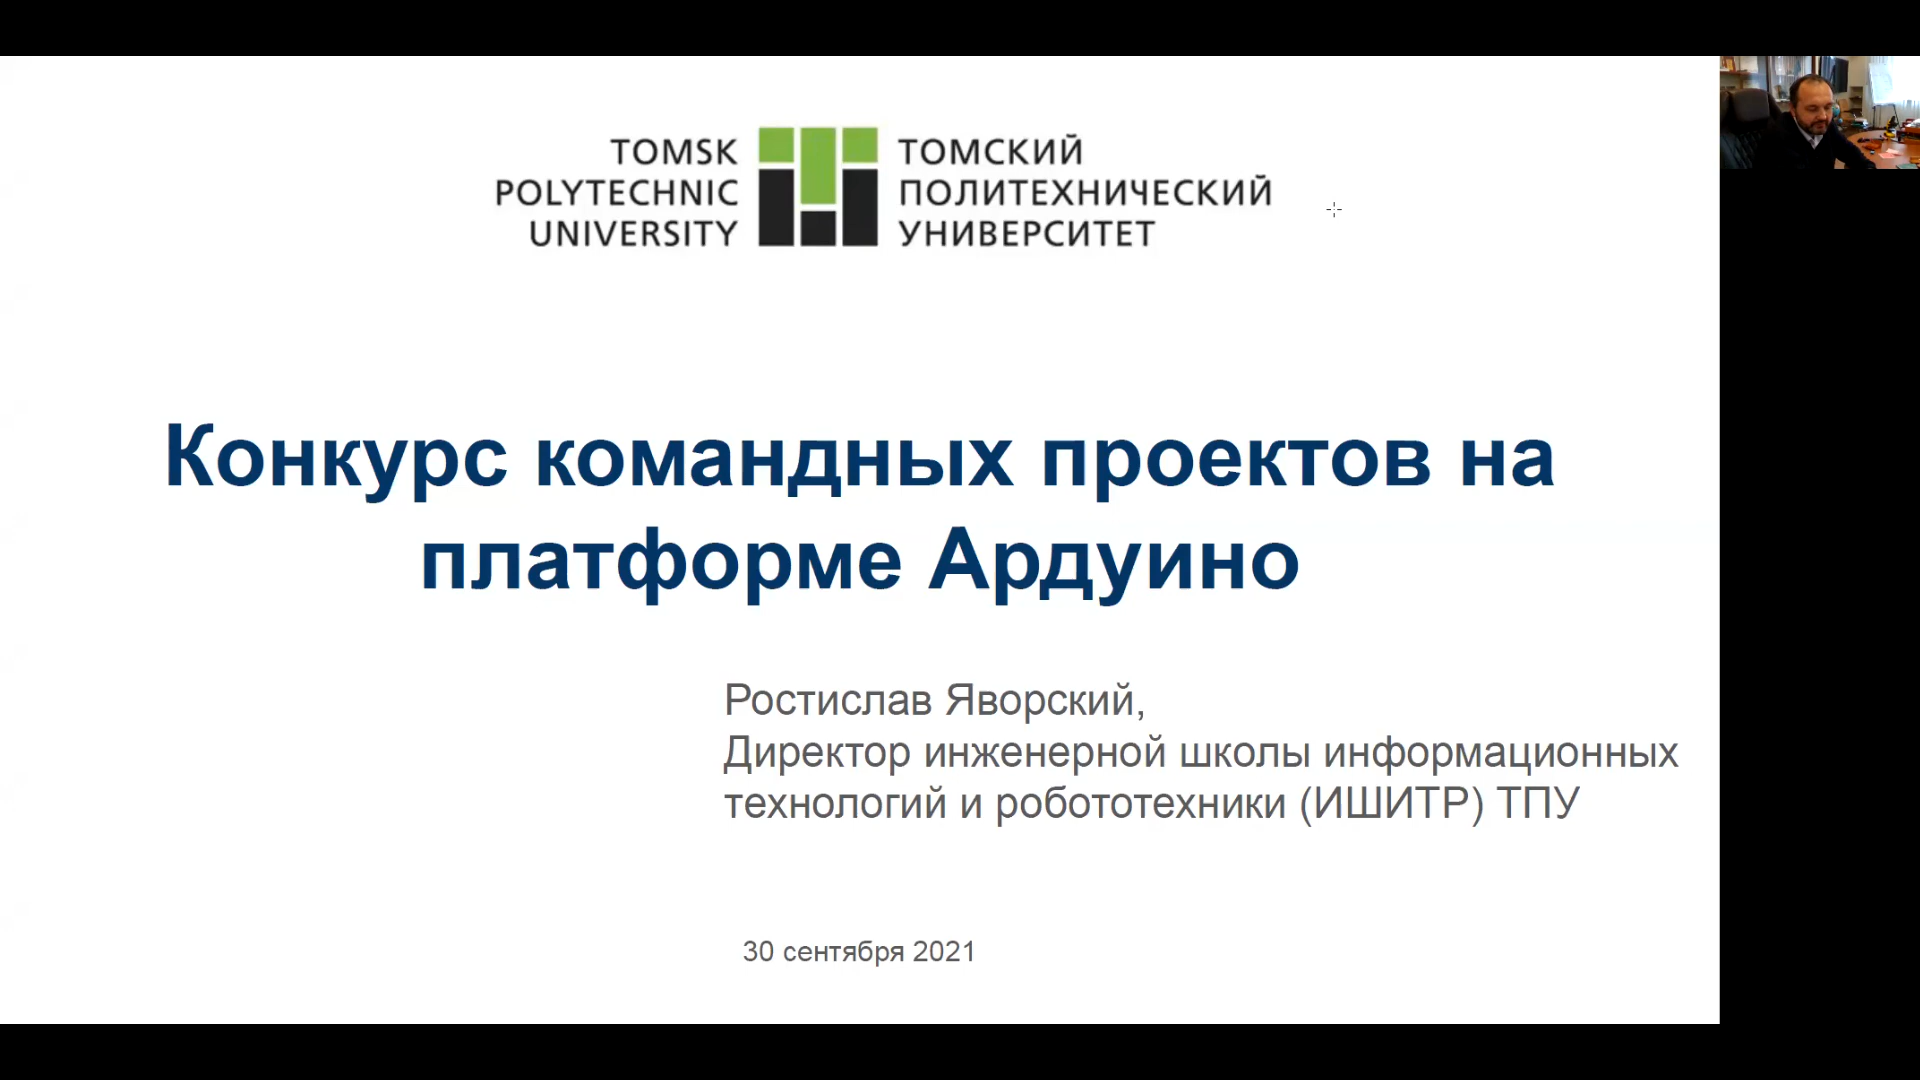 TOMSK
POLYTECHNIC
UNIVERSITY
ТОМСКИЙ
ПОЛИТЕХНИЧЕСКИЙ
УНИВЕРСИТЕТ
Конкурс командных проектов на
платформе Ардуино
Ростислав Яворский,
Директор инженерной школы информационных
технологий и робототехники (ИШИТР) ТПУ
30 сентября 2021